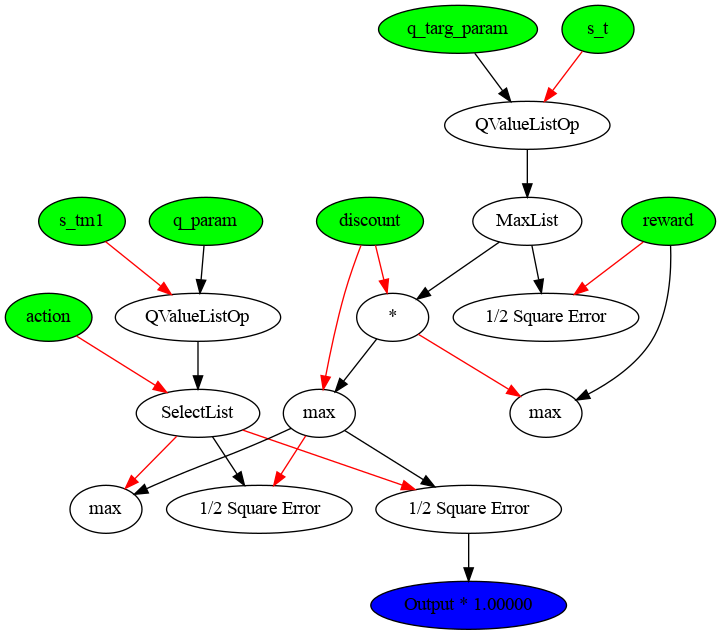 q_targ_param
s_t
QValueListOp
s_tm1
q_param
discount
MaxList
reward
action
QValueListOp
*
1/2 Square Error
SelectList
max
max
max
1/2 Square Error
1/2 Square Error
Output * 1.00000